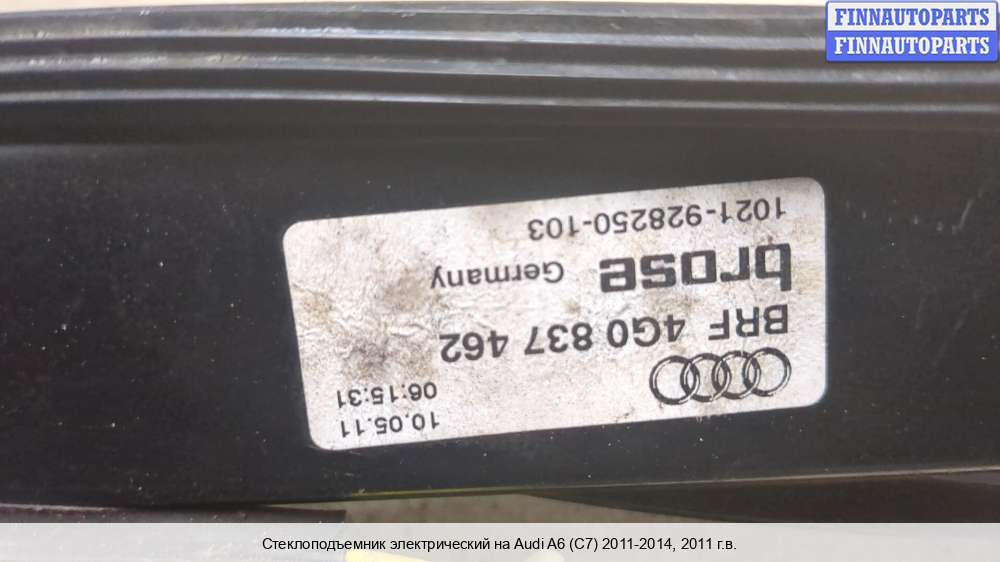 FINNAUTOPARTS
FINNAUTOPARTS
10.05.11
06:15:31
BRF 4G0 837 462
brose Germany
1021-928250-103
Стеклоподъемник электрический на Audi A6 (C7) 2011-2014, 2011 г.в.